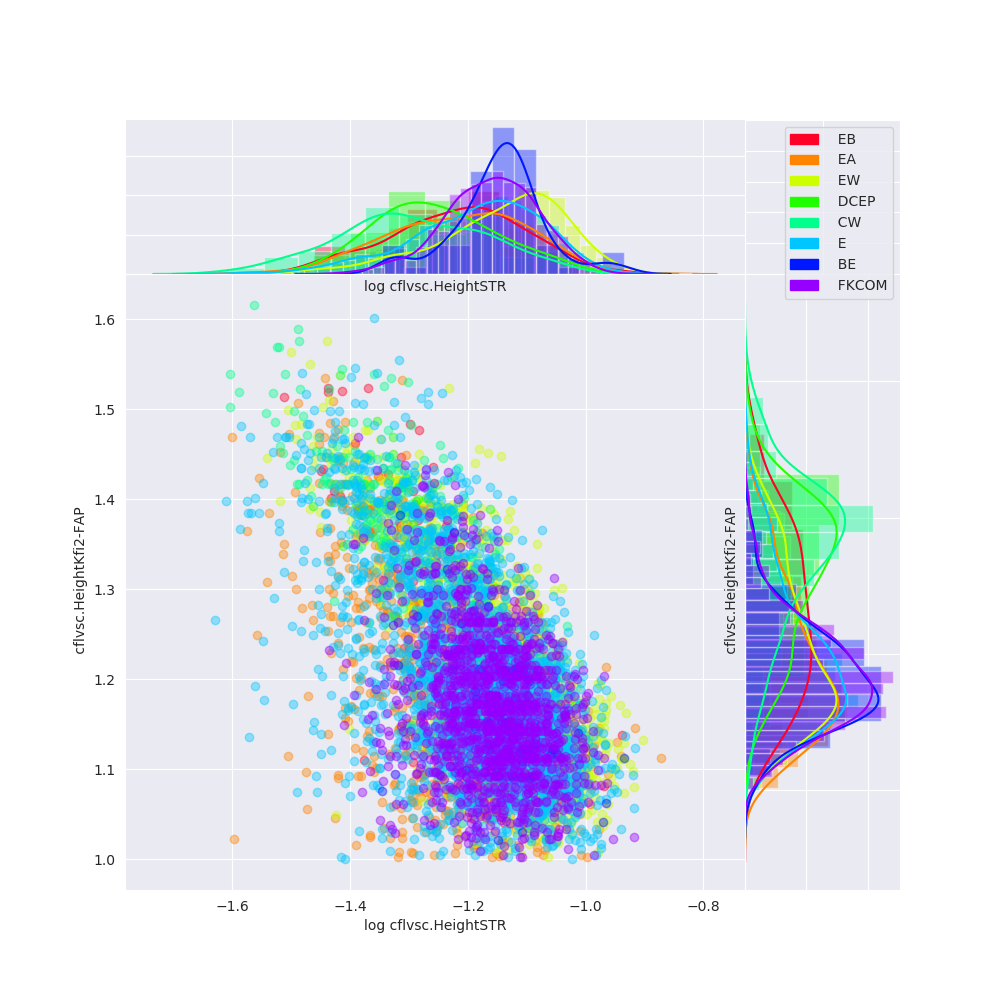 EB
EA
EW
DCEP
CW
E
BE
FKCOM
log cflvsc.HeightSTR
1.6
1.5
1.4
1.3
1.2
1.1
1.0
cflvsc.HeightKfi2-FAP
cflvsc.HeightKfi2-FAP
−1.6
−1.4
−1.2
−1.0
−0.8
log cflvsc.HeightSTR